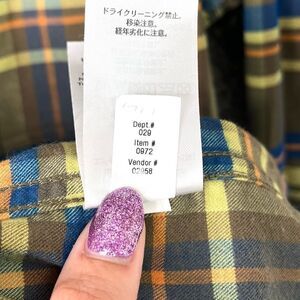 ドライクリーニング禁止。
移染注意。
経年劣化に注意。
Dept #
029
Item #
0972
Vendor #
02958